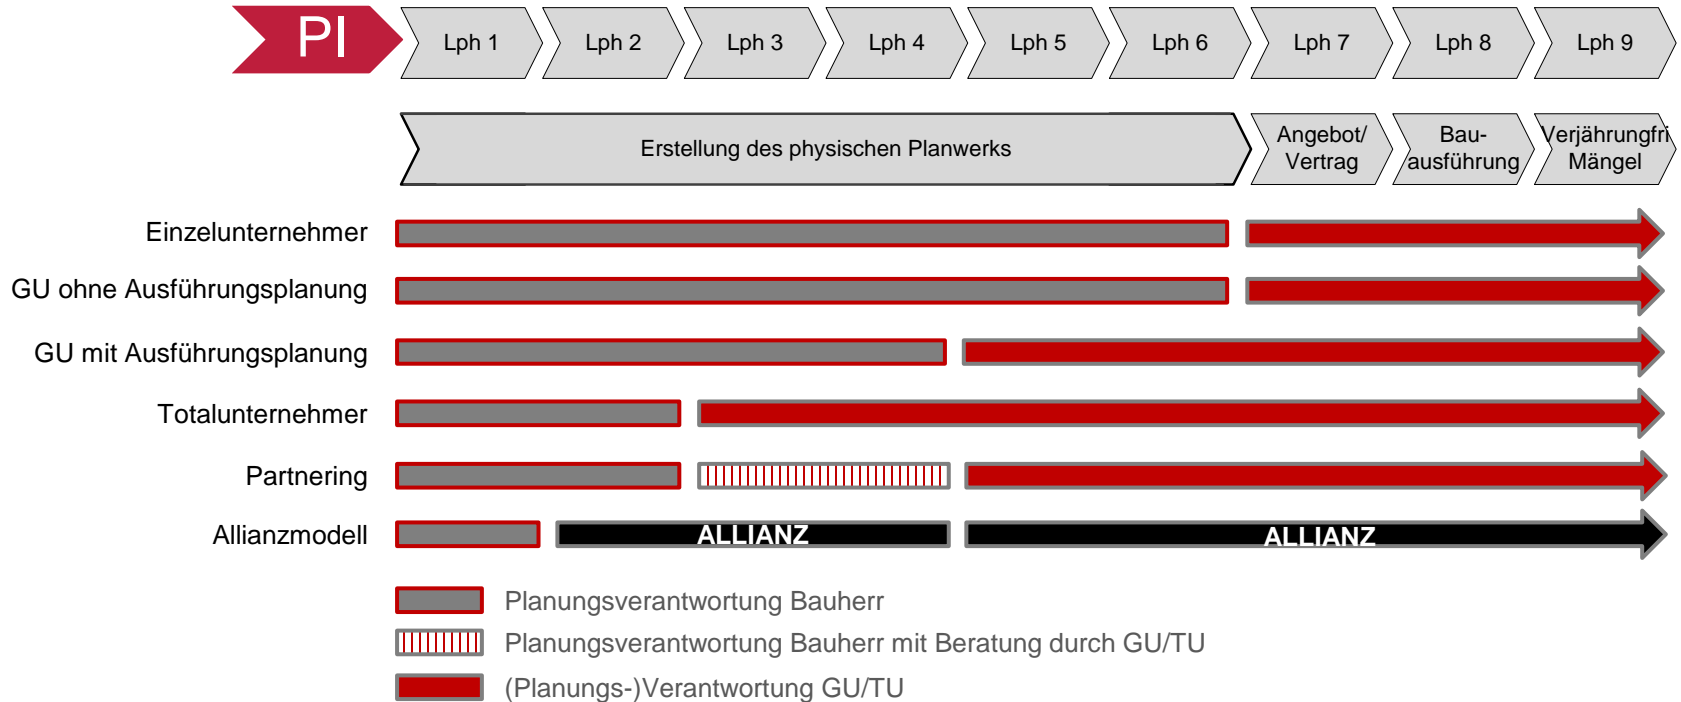 PI
Lph 1
Lph 2
Lph 3
Lph 4
Lph 5
Lph 6
Lph 7
Lph 8
Lph 9
Erstellung des physischen Planwerks
Angebot/
Vertrag
Bau-
ausführung
Verjährungfri
Mängel
Einzelunternehmer
GU ohne Ausführungsplanung
GU mit Ausführungsplanung
Totalunternehmer
Partnering
Allianzmodell
ALLIANZ
ALLIANZ
Planungsverantwortung Bauherr
Planungsverantwortung Bauherr mit Beratung durch GU/TU
(Planungs-)Verantwortung GU/TU